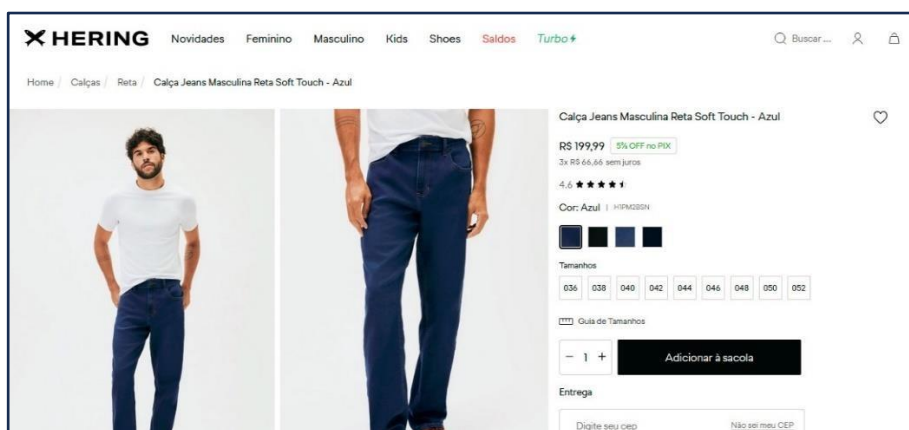 HERING Novidades Feminino Masculino Kids Shoes Saldos Turbo Buscar ...
Home / Calças / Reta / Calça Jeans Masculina Reta Soft Touch - Azul
Calça Jeans Masculina Reta Soft Touch - Azul
R$ 199,99 5% OFF no PIX
3x R$ 66,66 sem juros
4.6
Cor: Azul | H1PM2BSN
Tamanhos
036 038 040 042 044 046 048 050 052
Guia de Tamanhos
- 1 + Adicionar à sacola
Entrega
Digite seu cep Não sei meu CEP